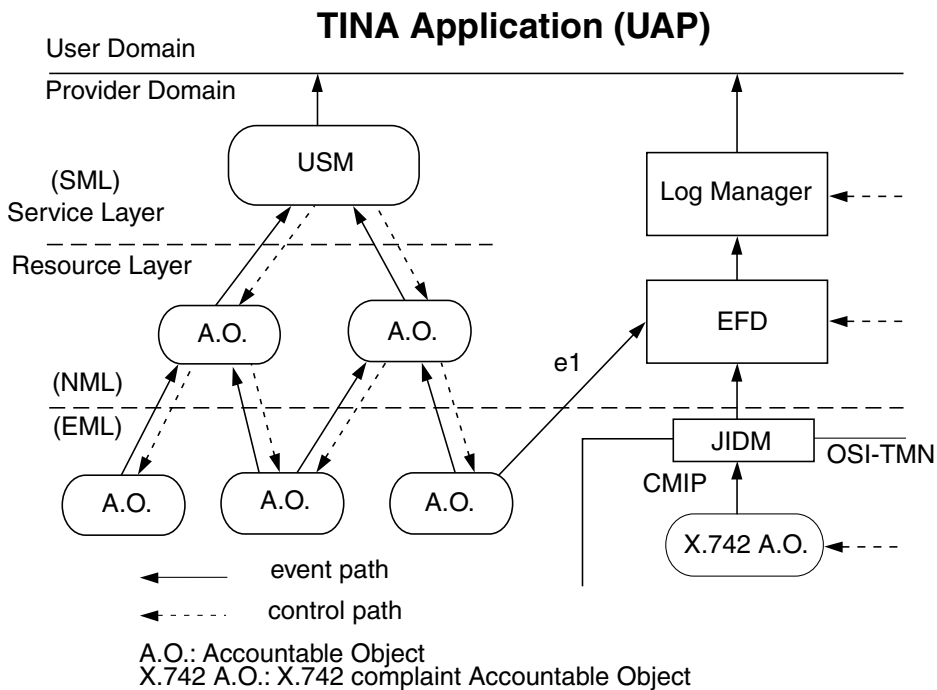 TINA Application (UAP)
User Domain
Provider Domain
USM
(SML)
Service Layer
Log Manager
Resource Layer
A.O.
A.O.
EFD
e1
(NML)
(EML)
JIDM
OSI-TMN
CMIP
A.O.
A.O.
A.O.
X.742 A.O.
event path
control path
A.O.: Accountable Object
X.742 A.O.: X.742 complaint Accountable Object